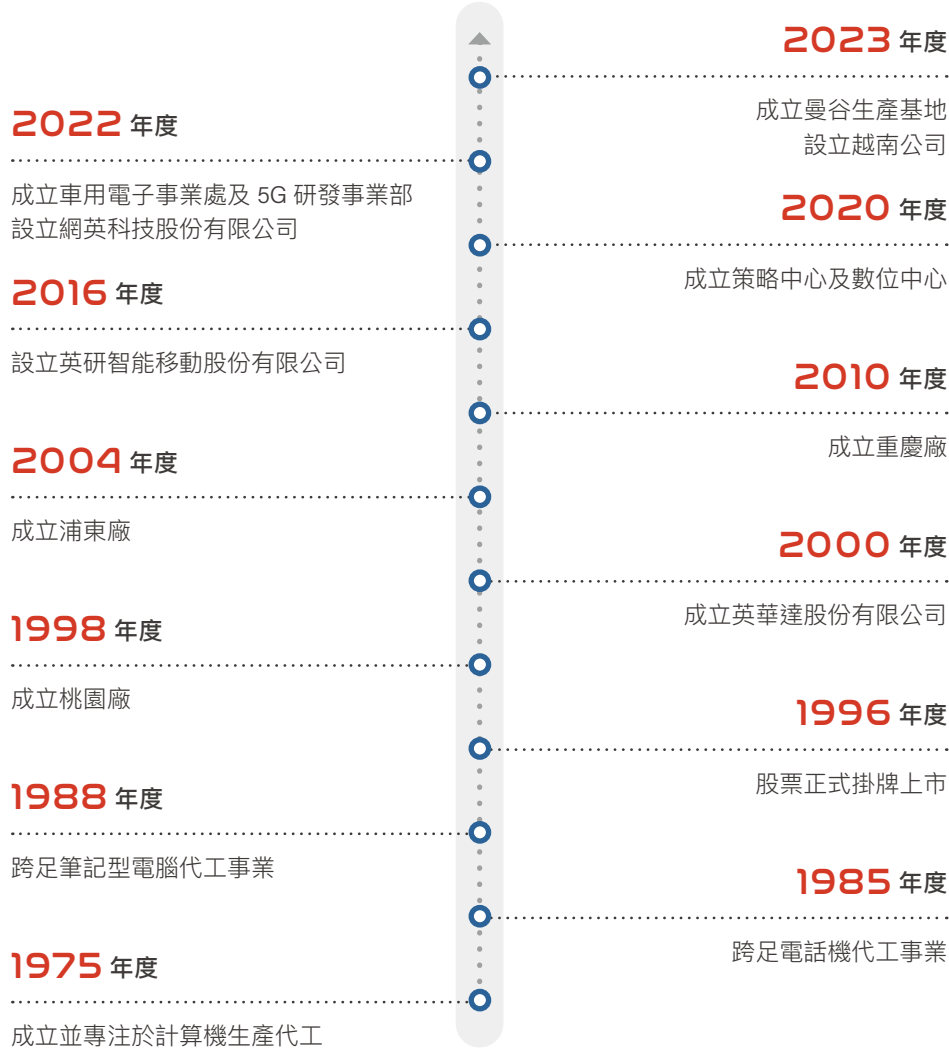 2023 年度
成立曼谷生產基地
設立越南公司
2022 年度
成立車用電子事業處及 5G 研發事業部
設立網英科技股份有限公司
2020 年度
成立策略中心及數位中心
2016 年度
設立英研智能移動股份有限公司
2010 年度
成立重慶廠
2004 年度
成立浦東廠
2000 年度
成立英華達股份有限公司
1998 年度
成立桃園廠
1996 年度
股票正式掛牌上市
1988 年度
跨足筆記型電腦代工事業
1985 年度
跨足電話機代工事業
1975 年度
成立並專注於計算機生產代工